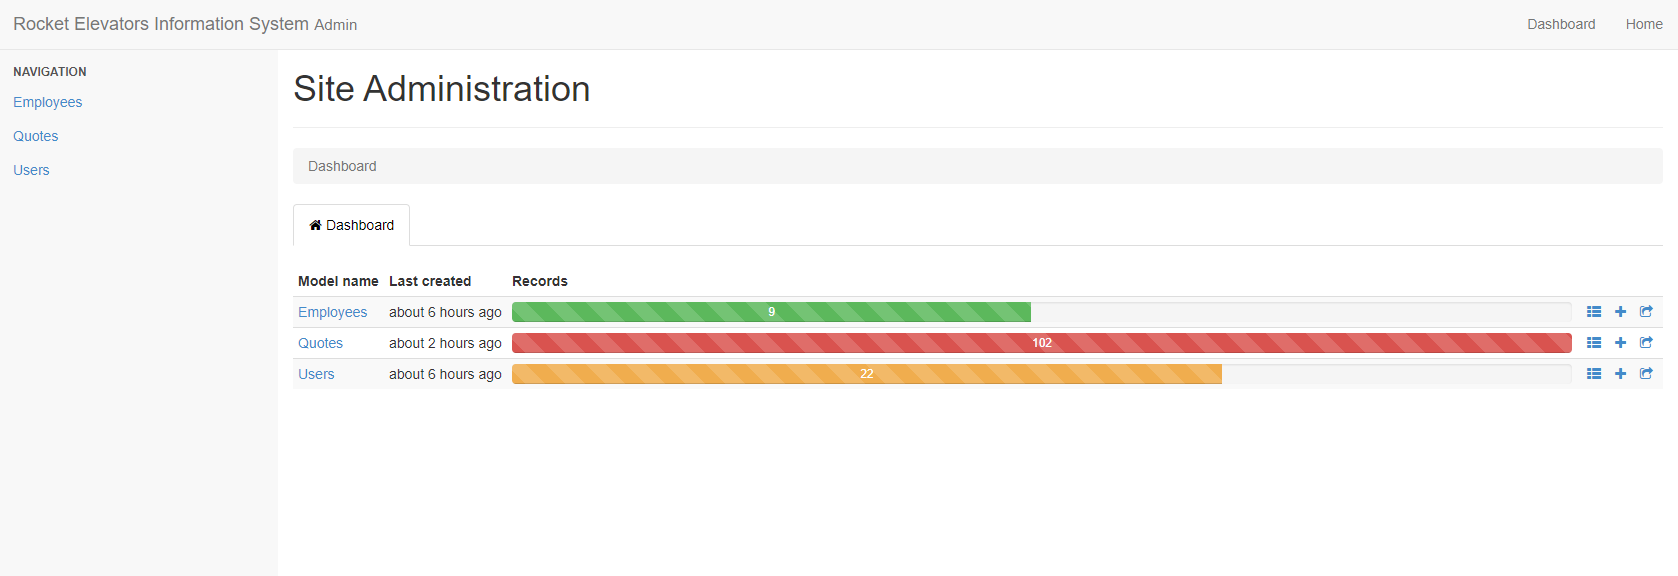 Rocket Elevators Information System Admin
Dashboard Home
NAVIGATION
Employees
Quotes
Users
Site Administration
Dashboard
Dashboard
Model name Last created Records
Employees about 6 hours ago 9
Quotes about 2 hours ago 102
Users about 6 hours ago 22